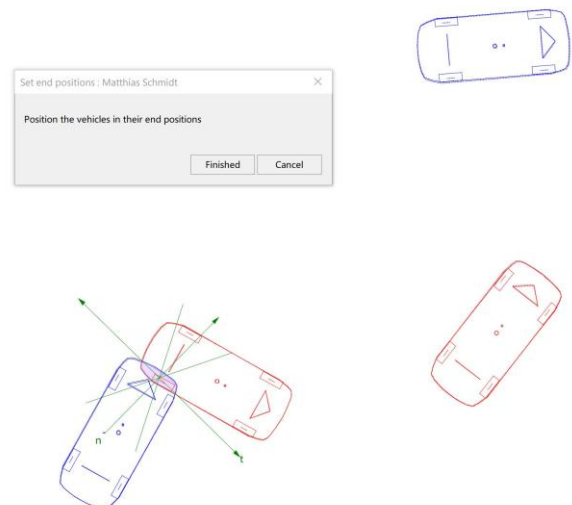 Set end positions : Matthias Schmidt
Position the vehicles in their end positions
Finished Cancel
n
t